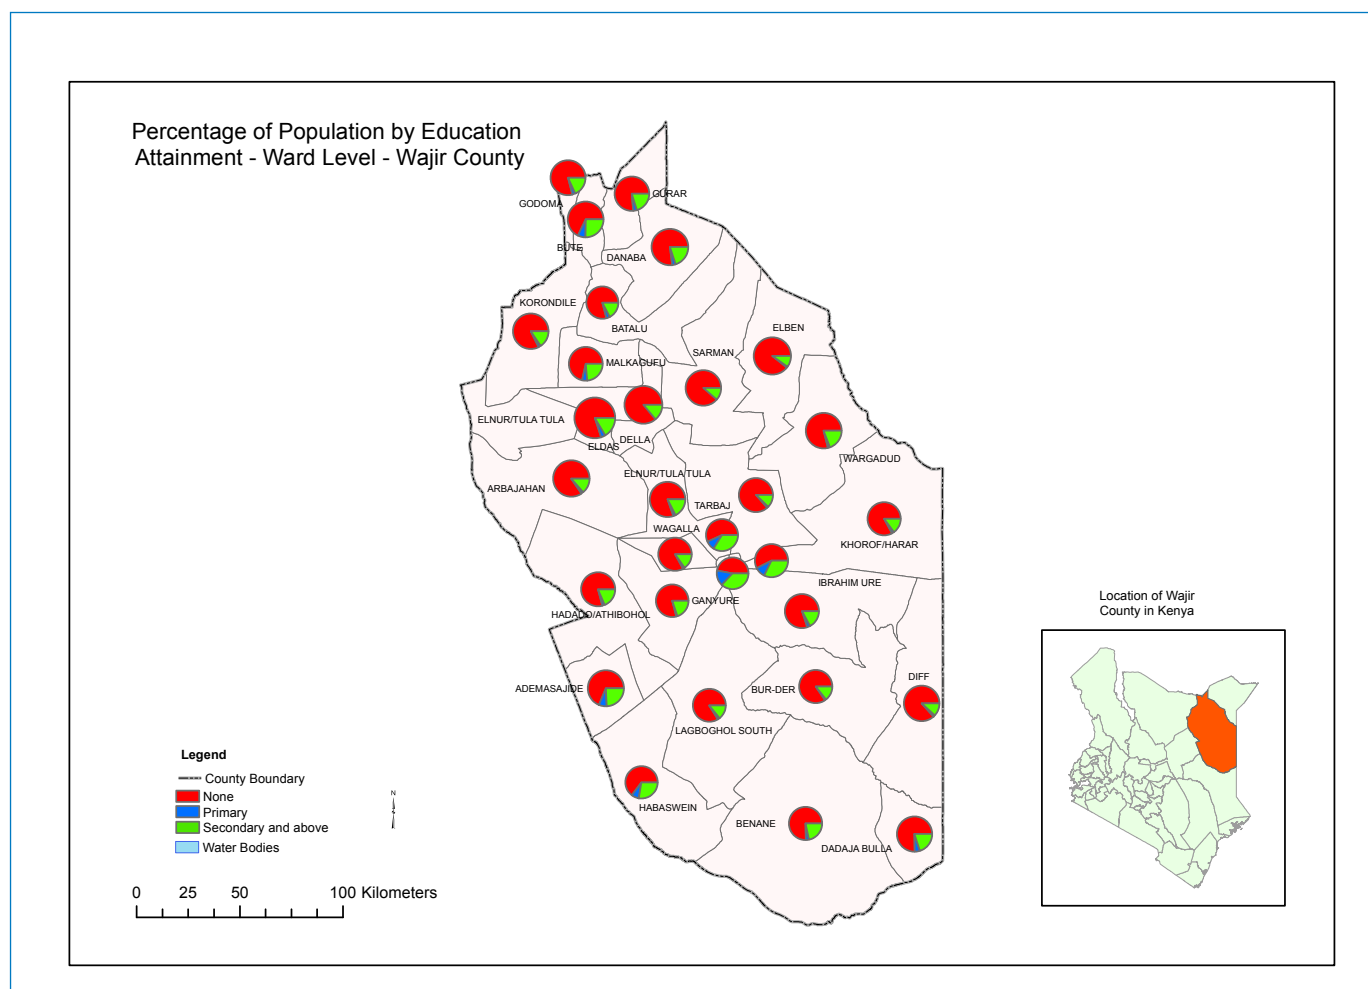 Percentage of Population by Education
Attainment - Ward Level - Wajir County
GODOMA
GURAR
BUTE
DANABA
KORONDILE
BATALU
ELBEN
SARMAN
MALKAGUFU
ELNUR/TULA TULA
DELLA
ELDAS
WARGADUD
ELNUR/TULA TULA
ARBAJAHAN
TARBAJ
WAGALLA
KHOROF/HARAR
IBRAHIM URE
Location of Wajir
County in Kenya
GANYURE
HADADO/ATHIBOHOL
DIFF
ADEMASAJIDE
BUR-DER
LAGBOGHOL SOUTH
Legend
County Boundary
None
Primary
Secondary and above
Water Bodies
N
HABASWEIN
BENANE
DADAJA BULLA
0 25 50 100 Kilometers